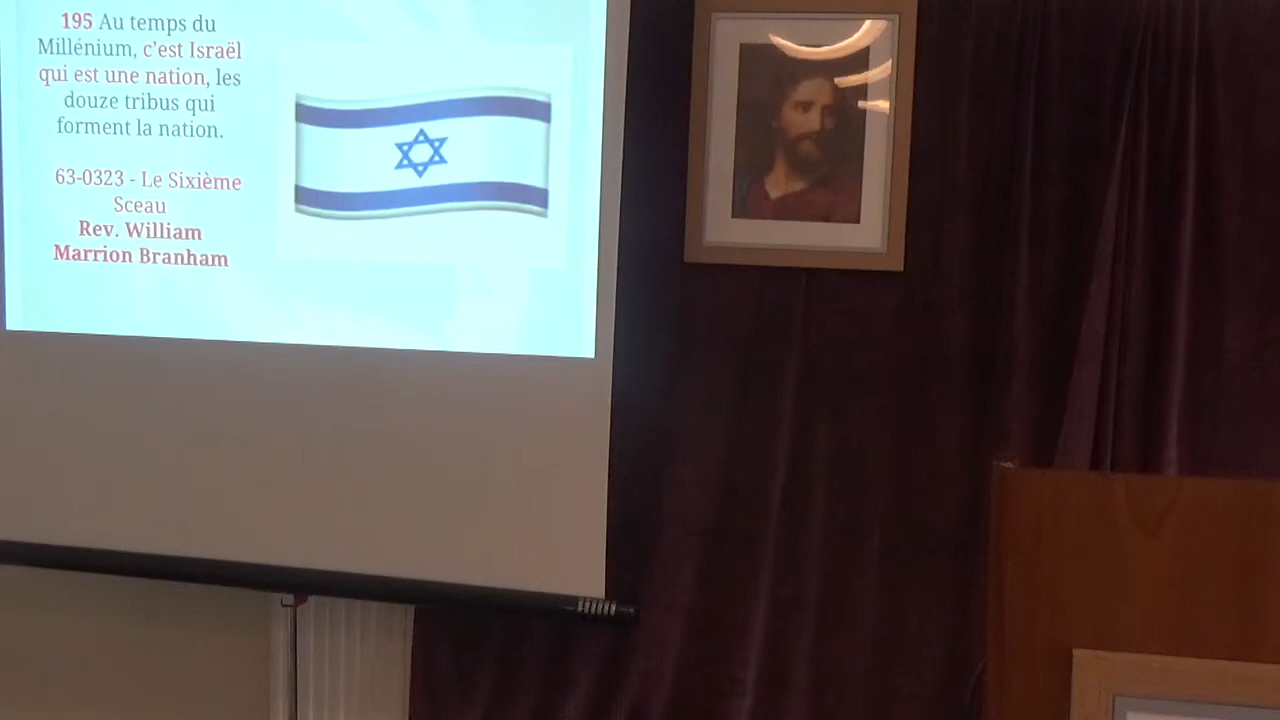 195 Au temps du
Millénium, c'est Israël
qui est une nation, les
douze tribus qui
forment la nation.
63-0323 - Le Sixième
Sceau
Rev. William
Marrion Branham